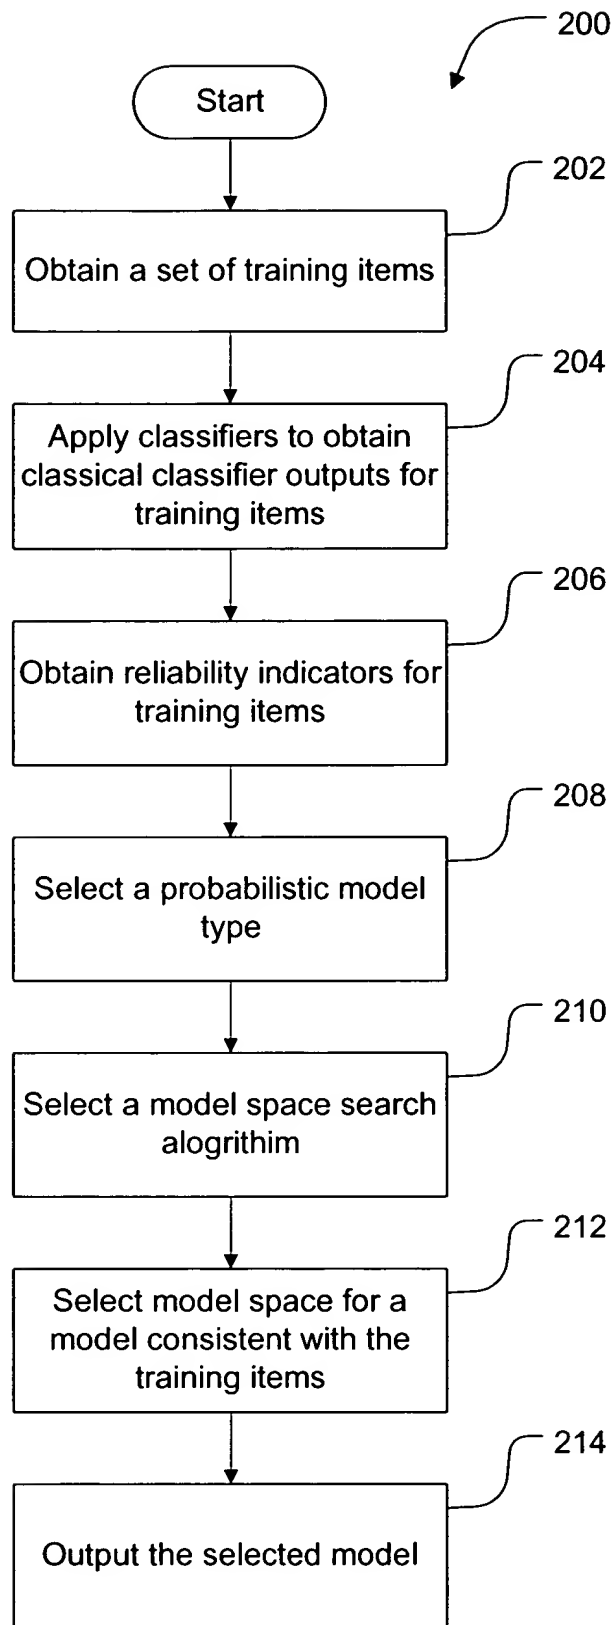 200
Start
202
Obtain a set of training items
204
Apply classifiers to obtain
classical classifier outputs for
training items
206
Obtain reliability indicators for
training items
208
Select a probabilistic model
type
210
Select a model space search
alogrithim
212
Select model space for a
model consistent with the
training items
214
Output the selected model